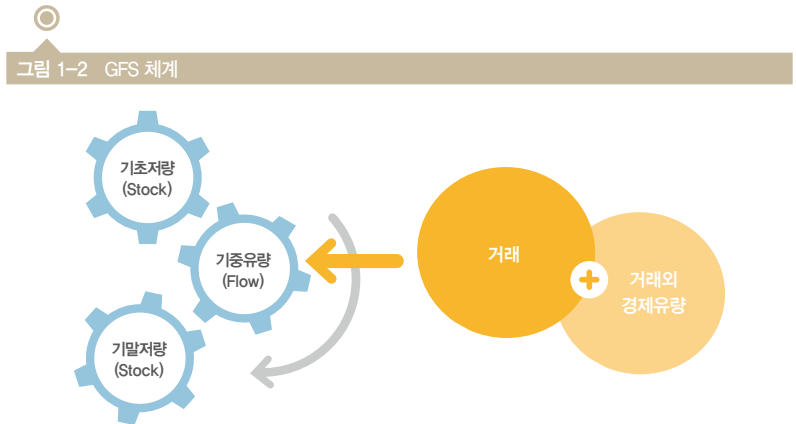 그림 1-2 GFS 체계
기초저량
(Stock)
기중유량
(Flow)
기말저량
(Stock)
거래
거래외
경제유량